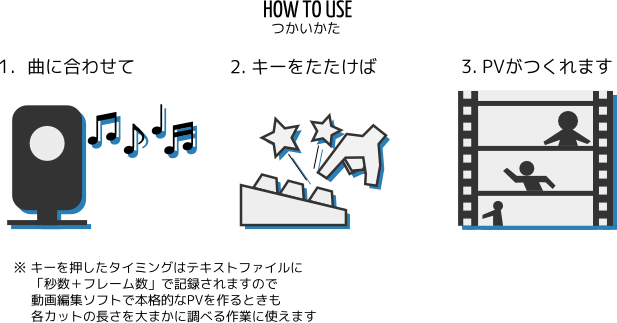 HOW TO USE
つかいかた
1. 曲に合わせて
2. キーをたたけば
3. PVがつくれます
※ キーを押したタイミングはテキストファイルに
「秒数＋フレーム数」で記録されますので
動画編集ソフトで本格的なPVを作るときも
各カットの長さを大まかに調べる作業に使えます